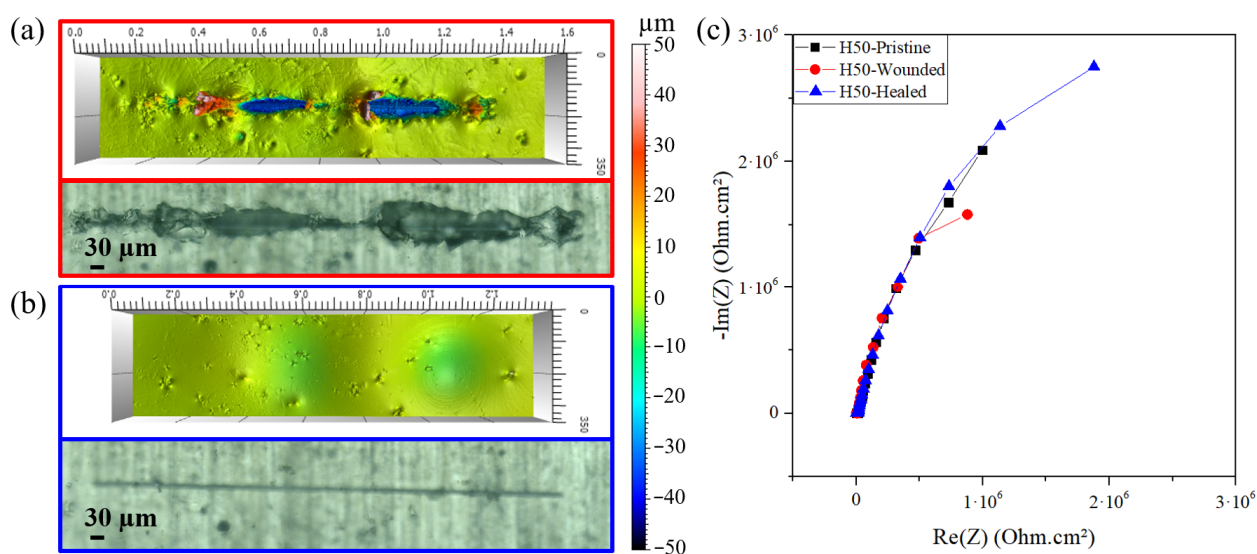 (a)
0.0 0.2 0.4 0.6 0.8 1.0 1.2 1.4 1.6
0
350
30 µm
(b)
0.0 0.2 0.4 0.6 0.8 1.0 1.2
0
350
30 µm
µm
50
40
30
20
10
0
−10
−20
−30
−40
−50
(c)
H50-Pristine
H50-Wounded
H50-Healed
3·10⁶
2·10⁶
1·10⁶
0
-Im(Z) (Ohm.cm²)
0 1·10⁶ 2·10⁶ 3·10⁶
Re(Z) (Ohm.cm²)